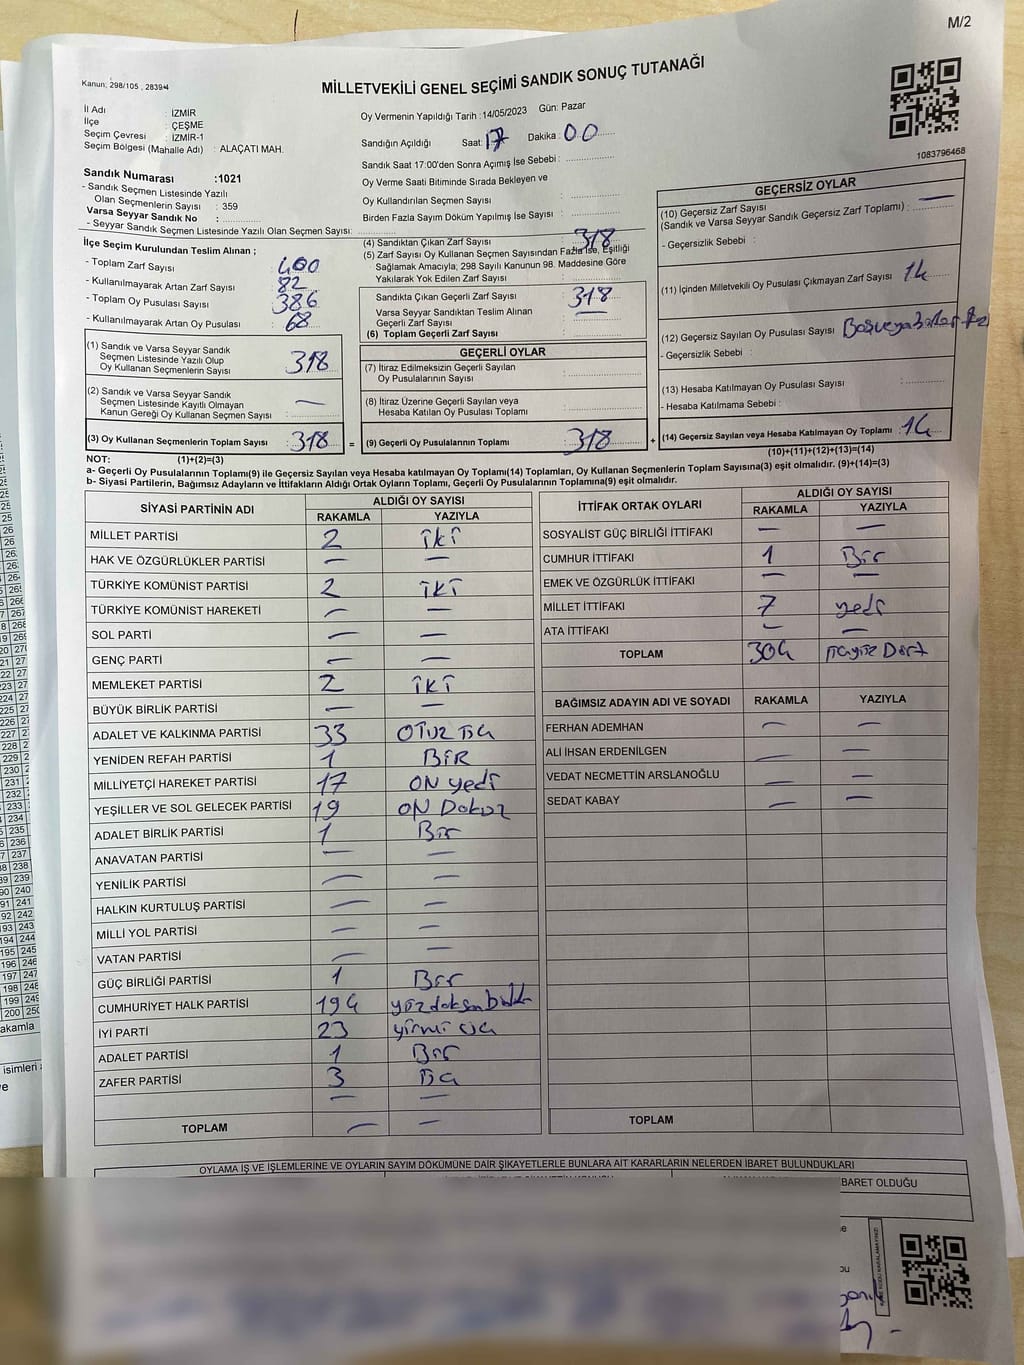 M/2
Kanun: 298/105 , 2839-4
MİLLETVEKİLİ GENEL SEÇİMİ SANDIK SONUÇ TUTANAĞI
İl Adı : İZMİR
İlçe : ÇEŞME
Seçim Çevresi : İZMİR-1
Seçim Bölgesi (Mahalle Adı) : ALAÇATI MAH.
Oy Vermenin Yapıldığı Tarih : 14/05/2023 Gün: Pazar
Sandığın Açıldığı Saat: 17 Dakika : 00
Sandık Saat 17:00'den Sonra Açımış İse Sebebi :
Oy Verme Saati Bitiminde Sırada Bekleyen ve
Oy Kullandırılan Seçmen Sayısı :
Birden Fazla Sayım Döküm Yapılmış İse Sayısı :
1083796468
Sandık Numarası :1021
- Sandık Seçmen Listesinde Yazılı
Olan Seçmenlerin Sayısı : 359
Varsa Seyyar Sandık No :
- Seyyar Sandık Seçmen Listesinde Yazılı Olan Seçmen Sayısı:
İlçe Seçim Kurulundan Teslim Alınan ;
- Toplam Zarf Sayısı : 400
- Kullanılmayarak Artan Zarf Sayısı : 82
- Toplam Oy Pusulası Sayısı : 386
- Kullanılmayarak Artan Oy Pusulası : 68
(4) Sandıktan Çıkan Zarf Sayısı : 318
(5) Zarf Sayısı Oy Kullanan Seçmen Sayısından Fazla İse, Eşitliği
Sağlamak Amacıyla; 298 Sayılı Kanunun 98. Maddesine Göre
Yakılarak Yok Edilen Zarf Sayısı :
Sandıkta Çıkan Geçerli Zarf Sayısı : 318
Varsa Seyyar Sandıktan Teslim Alınan
Geçerli Zarf Sayısı : —
(6) Toplam Geçerli Zarf Sayısı :
GEÇERSİZ OYLAR
(10) Geçersiz Zarf Sayısı —
(Sandık ve Varsa Seyyar Sandık Geçersiz Zarf Toplamı) :
- Geçersizlik Sebebi :
(11) İçinden Milletvekili Oy Pusulası Çıkmayan Zarf Sayısı : 14
(12) Geçersiz Sayılan Oy Pusulası Sayısı :
- Geçersizlik Sebebi :
(13) Hesaba Katılmayan Oy Pusulası Sayısı :
- Hesaba Katılmama Sebebi :
(14) Geçersiz Sayılan veya Hesaba Katılmayan Oy Toplamı : 14
(10)+(11)+(12)+(13)=(14)
(1) Sandık ve Varsa Seyyar Sandık
Seçmen Listesinde Yazılı Olup
Oy Kullanan Seçmenlerin Sayısı : 318
(2) Sandık ve Varsa Seyyar Sandık
Seçmen Listesinde Kayıtlı Olmayan
Kanun Gereği Oy Kullanan Seçmen Sayısı : —
(3) Oy Kullanan Seçmenlerin Toplam Sayısı : 318 =
GEÇERLİ OYLAR
(7) İtiraz Edilmeksizin Geçerli Sayılan
Oy Pusulalarının Sayısı :
(8) İtiraz Üzerine Geçerli Sayılan veya
Hesaba Katılan Oy Pusulası Toplamı :
(9) Geçerli Oy Pusulalarının Toplamı : 318 +
NOT: (1)+(2)=(3)
a- Geçerli Oy Pusulalarının Toplamı(9) ile Geçersiz Sayılan veya Hesaba katılmayan Oy Toplamı(14) Toplamları, Oy Kullanan Seçmenlerin Toplam Sayısına(3) eşit olmalıdır. (9)+(14)=(3)
b- Siyasi Partilerin, Bağımsız Adayların ve İttifakların Aldığı Ortak Oyların Toplamı, Geçerli Oy Pusulalarının Toplamına(9) eşit olmalıdır.
SİYASİ PARTİNİN ADI ALDIĞI OY SAYISI
RAKAMLA YAZIYLA
MİLLET PARTİSİ 2 İKİ
HAK VE ÖZGÜRLÜKLER PARTİSİ — —
TÜRKİYE KOMÜNİST PARTİSİ 2 İKİ
TÜRKİYE KOMÜNİST HAREKETİ — —
SOL PARTİ — —
GENÇ PARTİ — —
MEMLEKET PARTİSİ 2 İKİ
BÜYÜK BİRLİK PARTİSİ — —
ADALET VE KALKINMA PARTİSİ 33 OTUZ ÜÇ
YENİDEN REFAH PARTİSİ 1 BİR
MİLLİYETÇİ HAREKET PARTİSİ 17 ON yedi
YEŞİLLER VE SOL GELECEK PARTİSİ 19 ON Dokuz
ADALET BİRLİK PARTİSİ 1 Bir
ANAVATAN PARTİSİ — —
YENİLİK PARTİSİ — —
HALKIN KURTULUŞ PARTİSİ — —
MİLLİ YOL PARTİSİ — —
VATAN PARTİSİ — —
GÜÇ BİRLİĞİ PARTİSİ 1 Bir
CUMHURİYET HALK PARTİSİ 194
İYİ PARTİ 23 yirmi üç
ADALET PARTİSİ 1 Bir
ZAFER PARTİSİ 3 ÜÇ
— —
TOPLAM — —
İTTİFAK ORTAK OYLARI ALDIĞI OY SAYISI
RAKAMLA YAZIYLA
SOSYALİST GÜÇ BİRLİĞİ İTTİFAKI — —
CUMHUR İTTİFAKI 1 Bir
EMEK VE ÖZGÜRLÜK İTTİFAKI — —
MİLLET İTTİFAKI 7 yedi
ATA İTTİFAKI — —
TOPLAM 304 üçyüz Dört
BAĞIMSIZ ADAYIN ADI VE SOYADI RAKAMLA YAZIYLA
FERHAN ADEMHAN — —
ALİ İHSAN ERDENİLGEN — —
VEDAT NECMETTİN ARSLANOĞLU — —
SEDAT KABAY — —
TOPLAM
OYLAMA İŞ VE İŞLEMLERİNE VE OYLARIN SAYIM DÖKÜMÜNE DAİR ŞİKAYETLERLE BUNLARA AİT KARARLARIN NELERDEN İBARET BULUNDUKLARI
BARET OLDUĞU